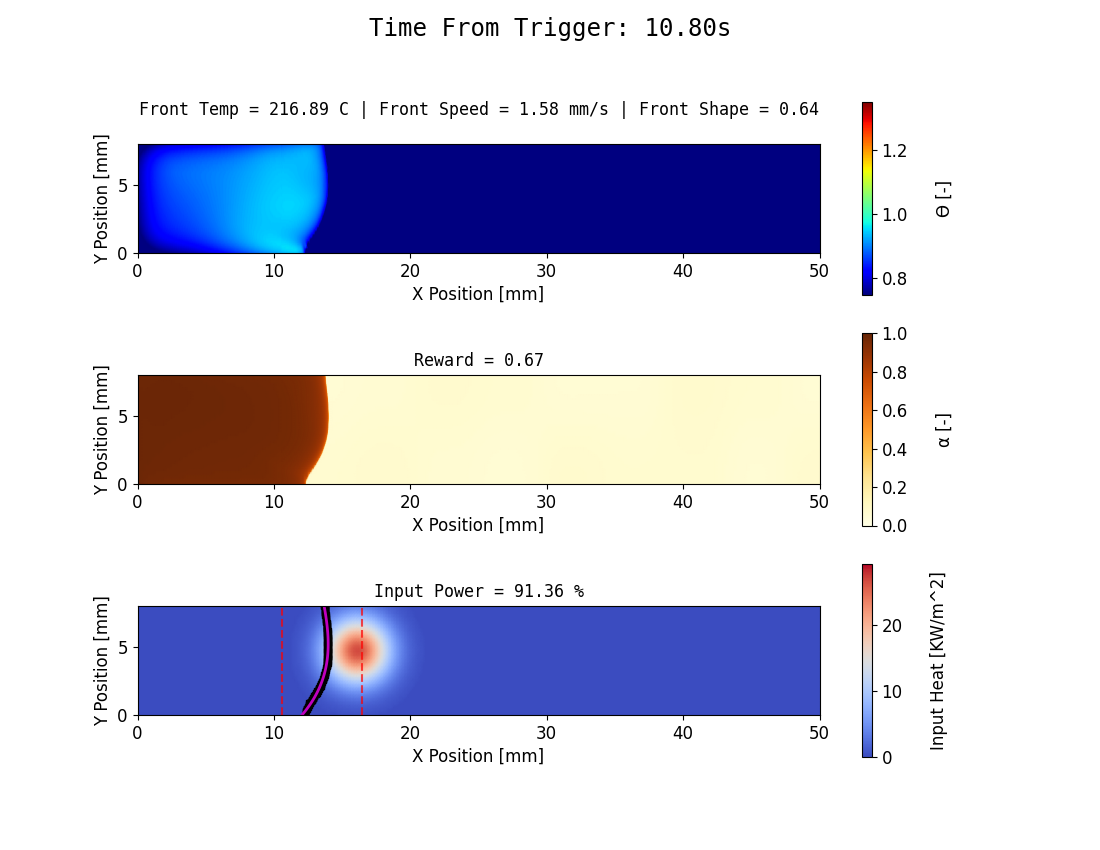 Time From Trigger: 10.80s
Front Temp = 216.89 C | Front Speed = 1.58 mm/s | Front Shape = 0.64
Y Position [mm]
5
0
0 10 20 30 40 50
X Position [mm]
1.2
1.0
0.8
Θ [-]
Reward = 0.67
Y Position [mm]
5
0
0 10 20 30 40 50
X Position [mm]
1.0
0.8
0.6
0.4
0.2
0.0
α [-]
Input Power = 91.36 %
Y Position [mm]
5
0
0 10 20 30 40 50
X Position [mm]
20
10
0
Input Heat [KW/m^2]